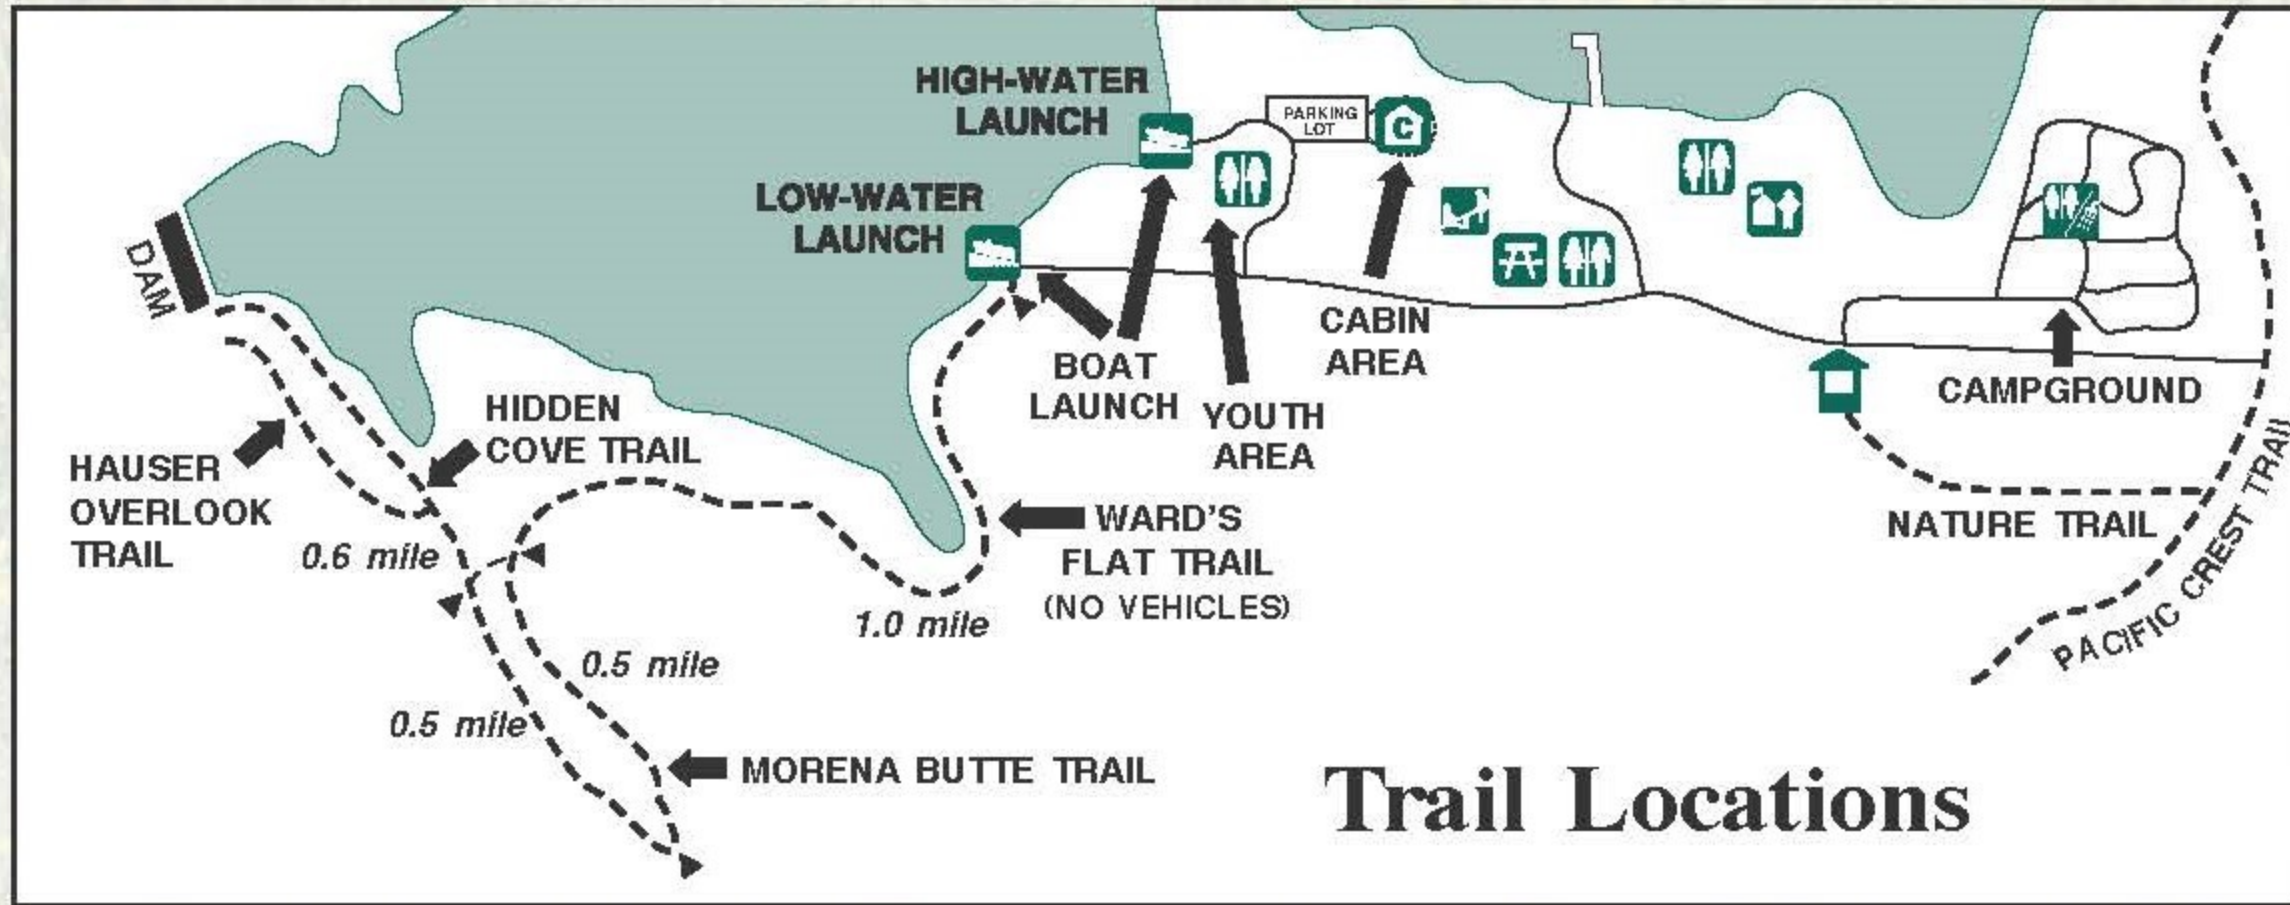 HIGH-WATER
LAUNCH
PARKING
LOT
C
LOW-WATER
LAUNCH
DAM
CABIN
AREA
BOAT
LAUNCH
YOUTH
AREA
CAMPGROUND
HIDDEN
COVE TRAIL
HAUSER
OVERLOOK
TRAIL
0.6 mile
WARD'S
FLAT TRAIL
(NO VEHICLES)
1.0 mile
NATURE TRAIL
PACIFIC CREST TRAIL
0.5 mile
0.5 mile
MORENA BUTTE TRAIL
Trail Locations